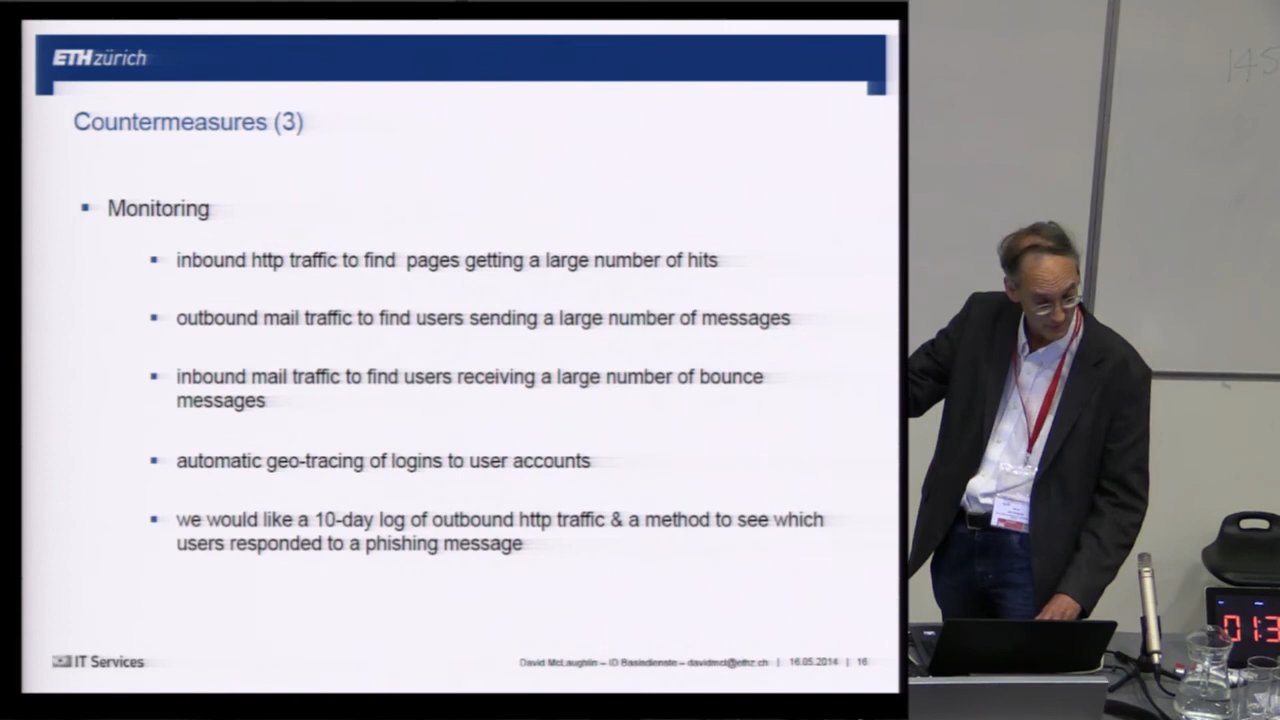 ETH zürich
Countermeasures (3)
Monitoring
inbound http traffic to find pages getting a large number of hits
outbound mail traffic to find users sending a large number of messages
inbound mail traffic to find users receiving a large number of bounce
messages
automatic geo-tracing of logins to user accounts
we would like a 10-day log of outbound http traffic & a method to see which
users responded to a phishing message
IT Services
David McLaughlin – ID Basisdienste – davidmcl@ethz.ch | 16.05.2014 | 16
145
01:3